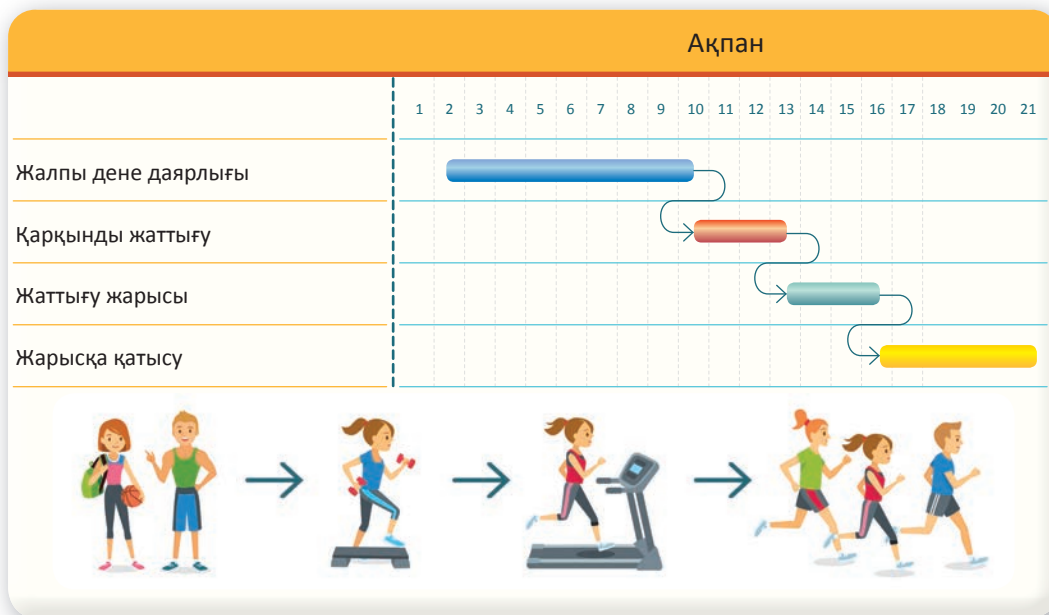 Ақпан
1 2 3 4 5 6 7 8 9 10 11 12 13 14 15 16 17 18 19 20 21
Жалпы дене даярлығы
Қарқынды жаттығу
Жаттығу жарысы
Жарысқа қатысу